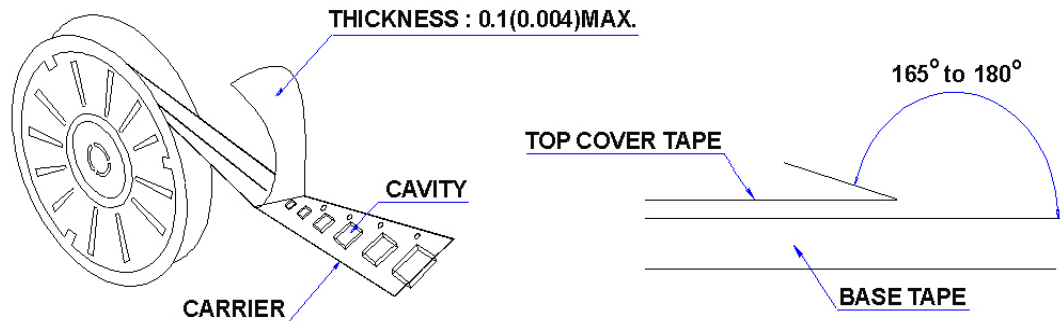 THICKNESS : 0.1(0.004)MAX.
CAVITY
CARRIER
165° to 180°
TOP COVER TAPE
BASE TAPE